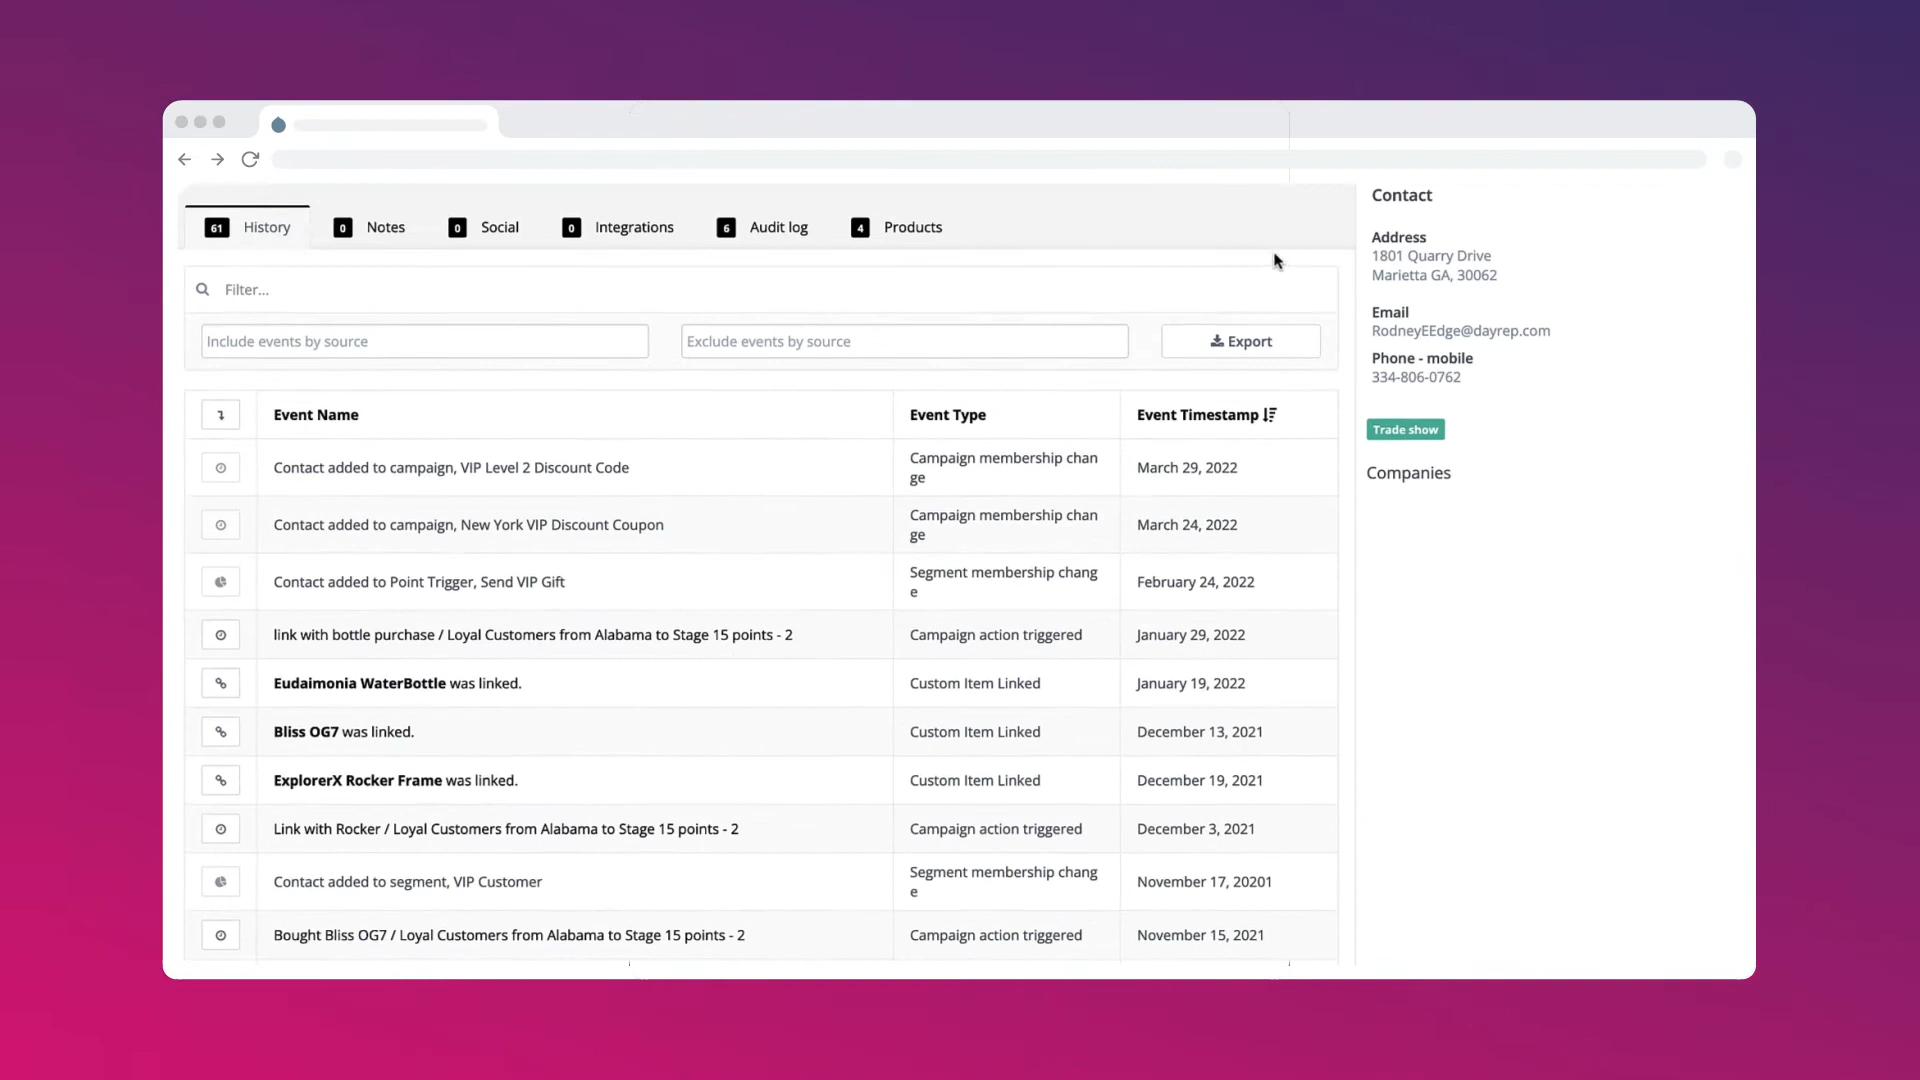 61 History 0 Notes 0 Social 0 Integrations 6 Audit log 4 Products
Filter...
Include events by source Exclude events by source Export
Event Name Event Type Event Timestamp
Contact added to campaign, VIP Level 2 Discount Code Campaign membership chan
ge March 29, 2022
Contact added to campaign, New York VIP Discount Coupon Campaign membership chan
ge March 24, 2022
Contact added to Point Trigger, Send VIP Gift Segment membership chang
e February 24, 2022
link with bottle purchase / Loyal Customers from Alabama to Stage 15 points - 2 Campaign action triggered January 29, 2022
Eudaimonia WaterBottle was linked. Custom Item Linked January 19, 2022
Bliss OG7 was linked. Custom Item Linked December 13, 2021
ExplorerX Rocker Frame was linked. Custom Item Linked December 19, 2021
Link with Rocker / Loyal Customers from Alabama to Stage 15 points - 2 Campaign action triggered December 3, 2021
Contact added to segment, VIP Customer Segment membership chang
e November 17, 20201
Bought Bliss OG7 / Loyal Customers from Alabama to Stage 15 points - 2 Campaign action triggered November 15, 2021
Contact
Address
1801 Quarry Drive
Marietta GA, 30062
Email
RodneyEEdge@dayrep.com
Phone - mobile
334-806-0762
Trade show
Companies